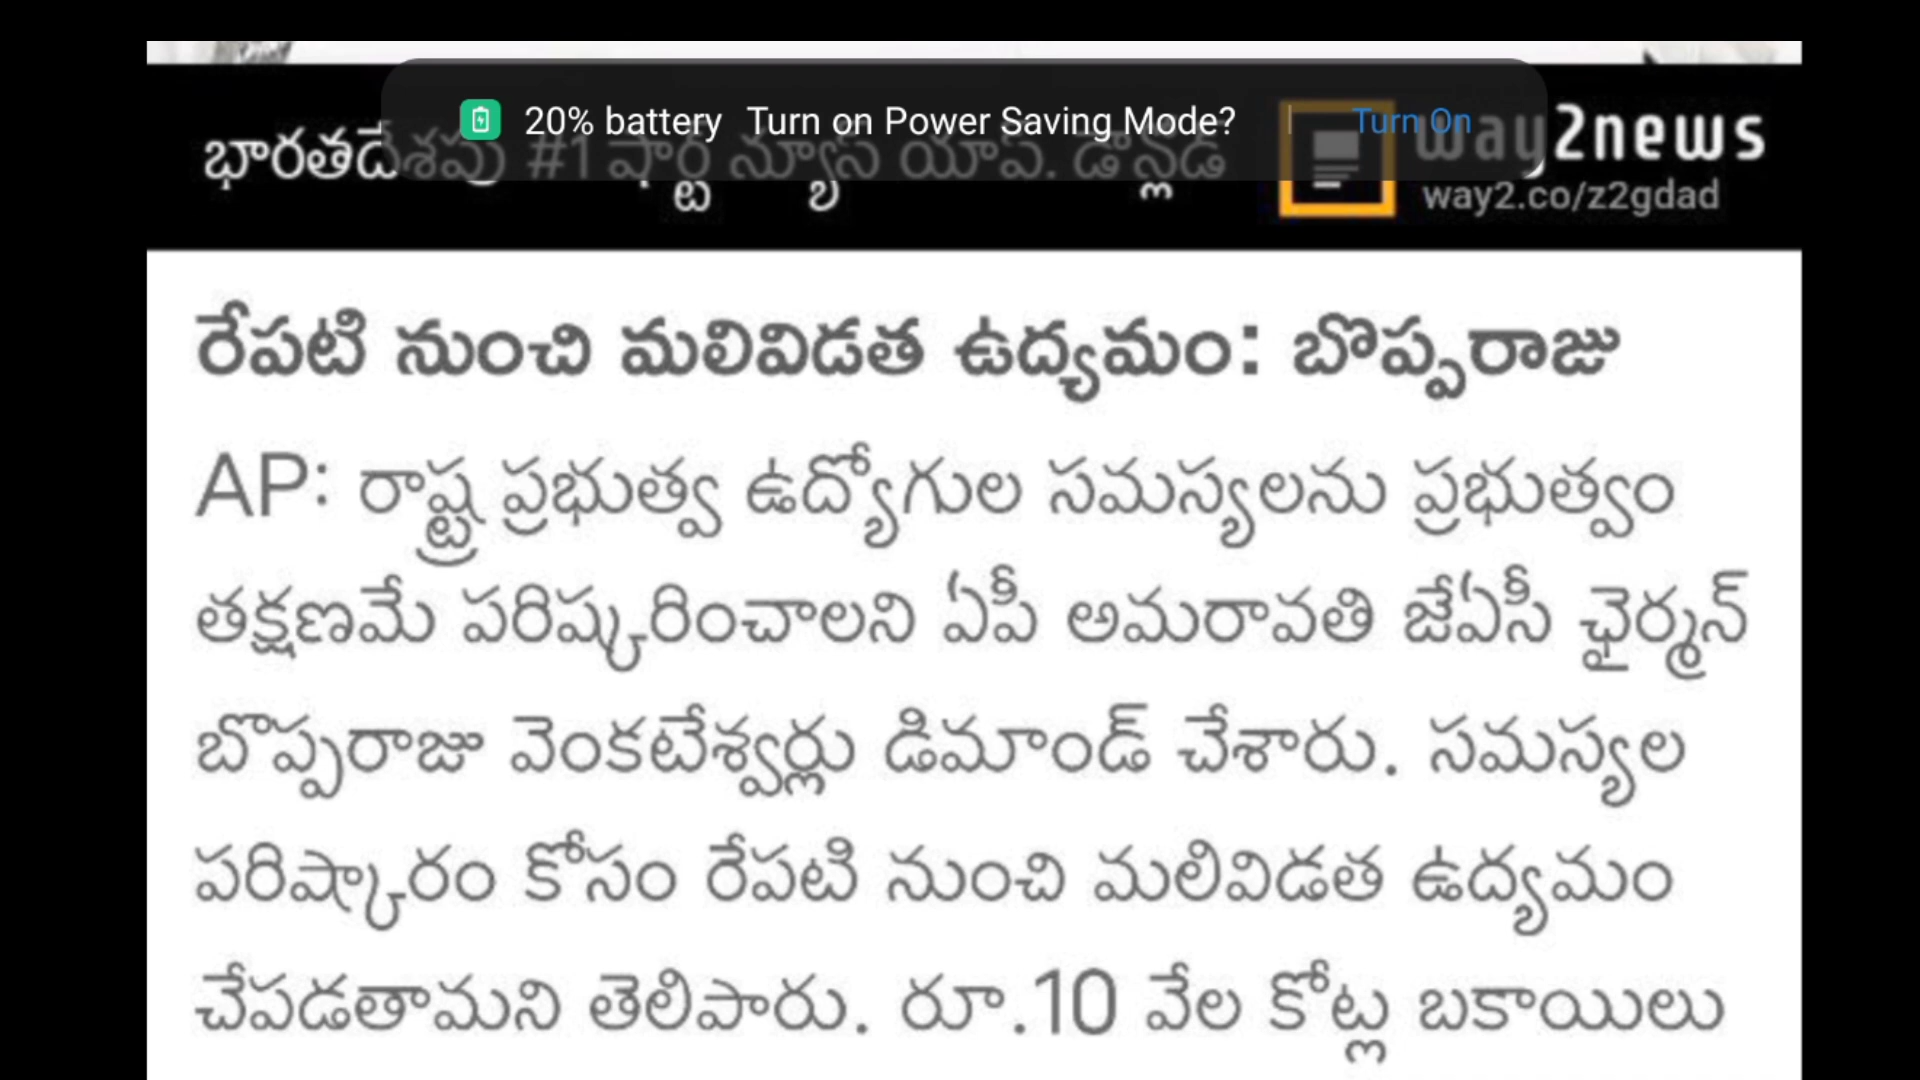 20% battery Turn on Power Saving Mode? Turn On
భారతదేశపు #1 షార్ట్ న్యూస్ యాప్. డౌన్లోడ్
way2news
way2.co/z2gdad
రేపటి నుంచి మలివిడత ఉద్యమం: బొప్పరాజు
AP: రాష్ట్ర ప్రభుత్వ ఉద్యోగుల సమస్యలను ప్రభుత్వం
తక్షణమే పరిష్కరించాలని ఏపీ అమరావతి జేఏసీ ఛైర్మన్
బొప్పరాజు వెంకటేశ్వర్లు డిమాండ్ చేశారు. సమస్యల
పరిష్కారం కోసం రేపటి నుంచి మలివిడత ఉద్యమం
చేపడతామని తెలిపారు. రూ.10 వేల కోట్ల బకాయిలు